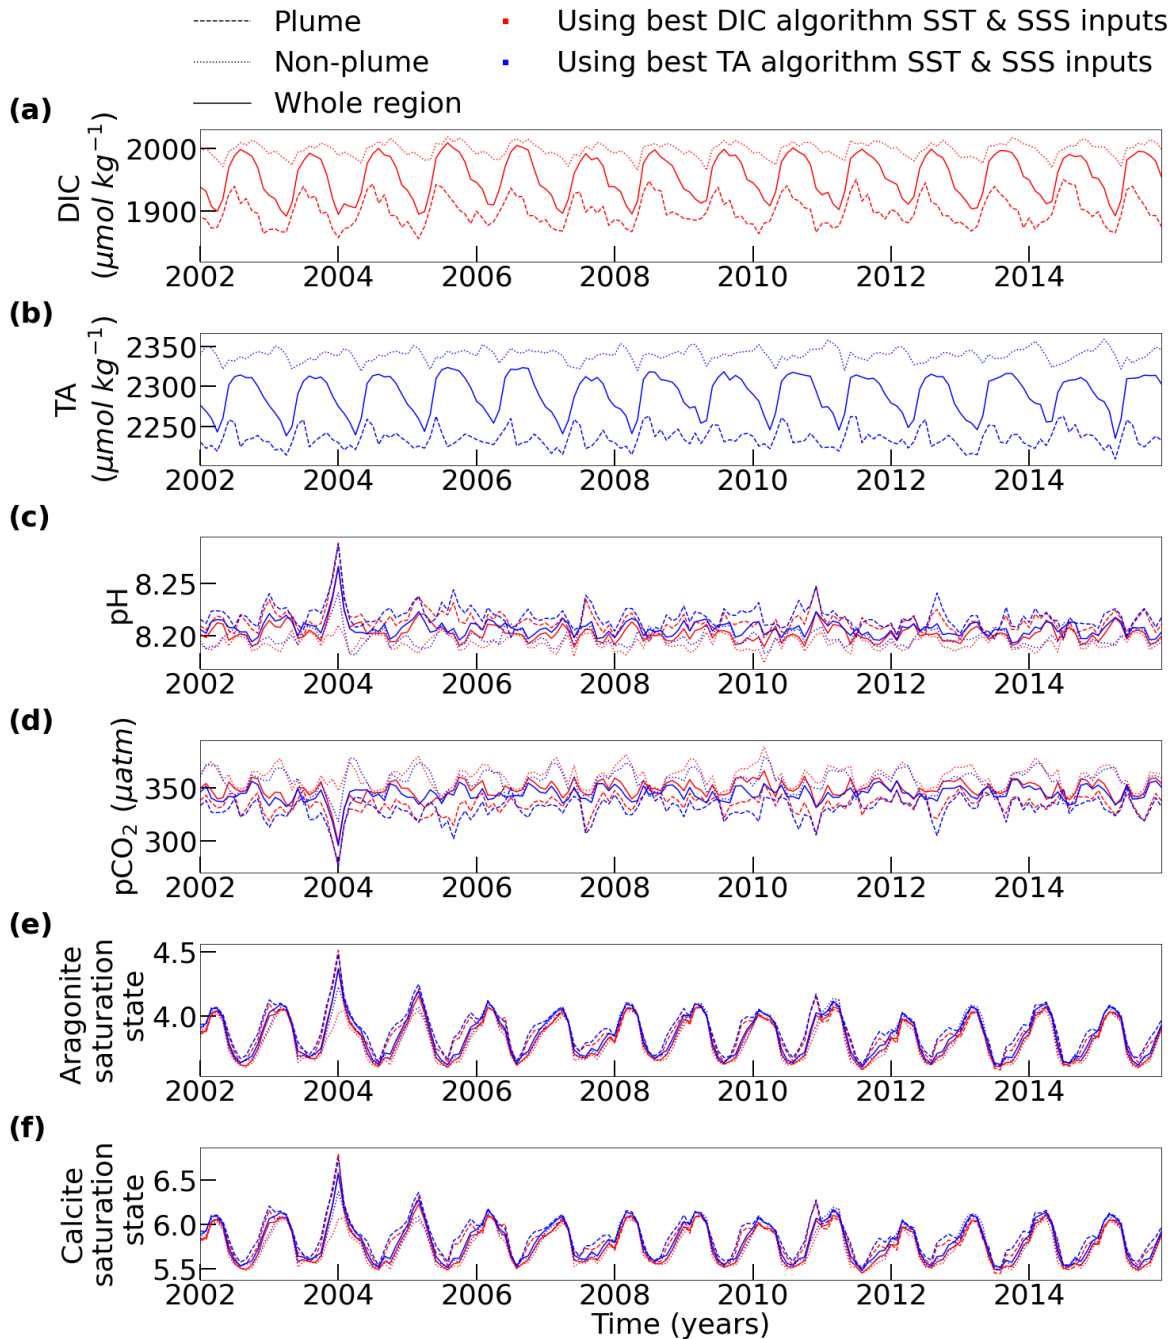 Plume
Using best DIC algorithm SST & SSS inputs
Non-plume
Using best TA algorithm SST & SSS inputs
Whole region
(a)
DIC
(μmol kg⁻¹)
2000
1900
2002 2004 2006 2008 2010 2012 2014
(b)
TA
(μmol kg⁻¹)
2350
2300
2250
2002 2004 2006 2008 2010 2012 2014
(c)
pH
8.25
8.20
2002 2004 2006 2008 2010 2012 2014
(d)
pCO₂ (μatm)
350
300
2002 2004 2006 2008 2010 2012 2014
(e)
Aragonite
saturation
state
4.5
4.0
2002 2004 2006 2008 2010 2012 2014
(f)
Calcite
saturation
state
6.5
6.0
5.5
2002 2004 2006 2008 2010 2012 2014
Time (years)